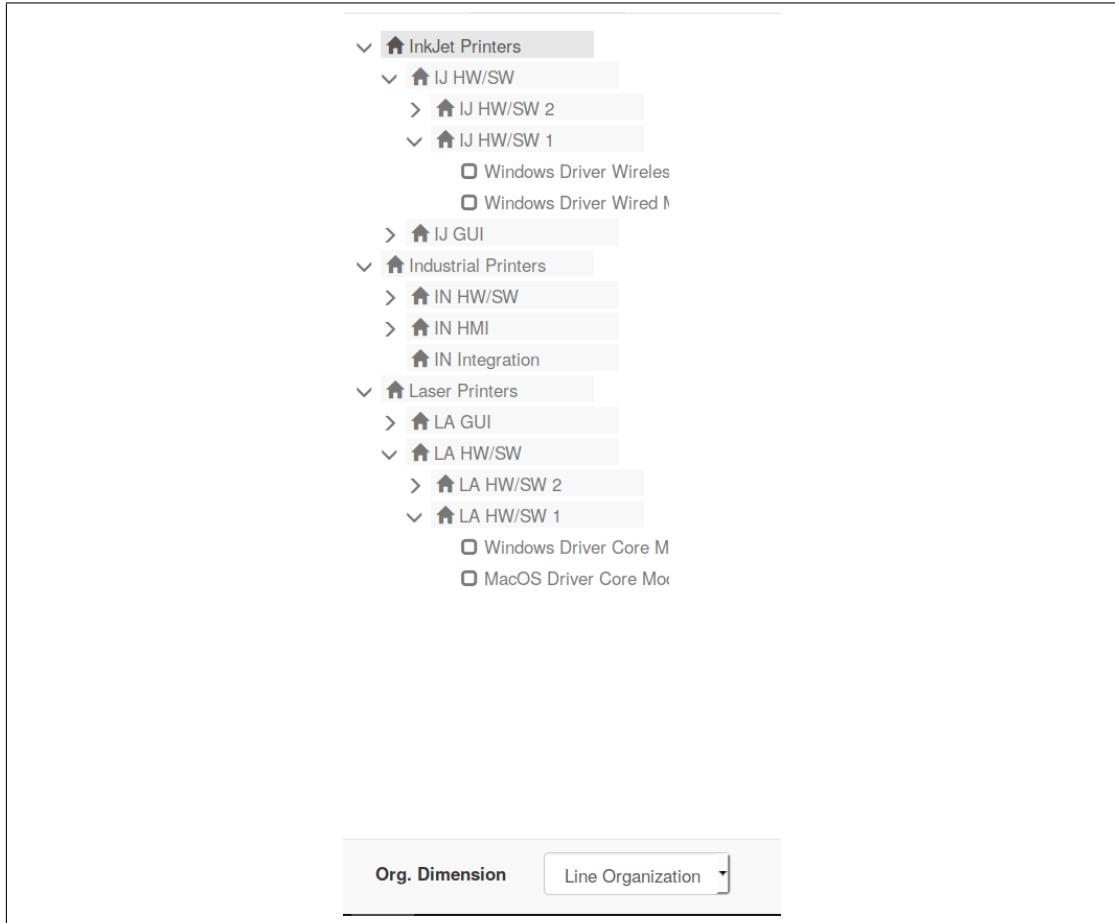 InkJet Printers
IJ HW/SW
IJ HW/SW 2
IJ HW/SW 1
Windows Driver Wireles
Windows Driver Wired
IJ GUI
Industrial Printers
IN HW/SW
IN HMI
IN Integration
Laser Printers
LA GUI
LA HW/SW
LA HW/SW 2
LA HW/SW 1
Windows Driver Core M
MacOS Driver Core Mo
Org. Dimension Line Organization